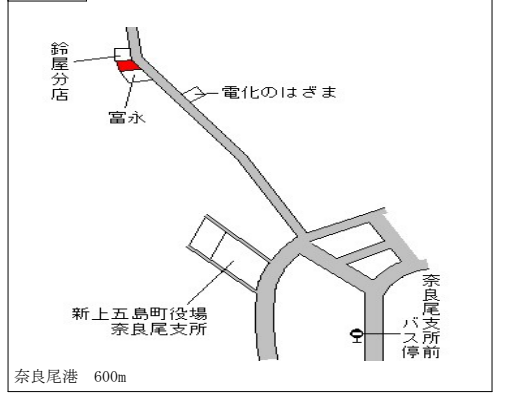 鈴屋分店
電化のはざま
富永
新上五島町役場
奈良尾支所
奈良尾支所前
バス停
奈良尾港　600m